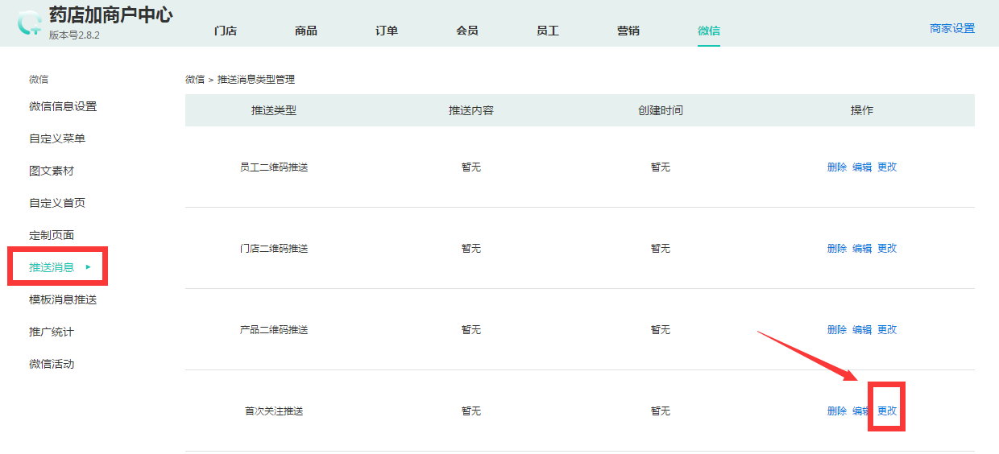 药店加商户中心
版本号2.8.2
门店 商品 订单 会员 员工 营销 微信 商家设置
微信
微信信息设置
自定义菜单
图文素材
自定义首页
定制页面
推送消息
模板消息推送
推广统计
微信活动
微信 > 推送消息类型管理
推送类型 推送内容 创建时间 操作
员工二维码推送 暂无 暂无 删除 编辑 更改
门店二维码推送 暂无 暂无 删除 编辑 更改
产品二维码推送 暂无 暂无 删除 编辑 更改
首次关注推送 暂无 暂无 删除 编辑 更改